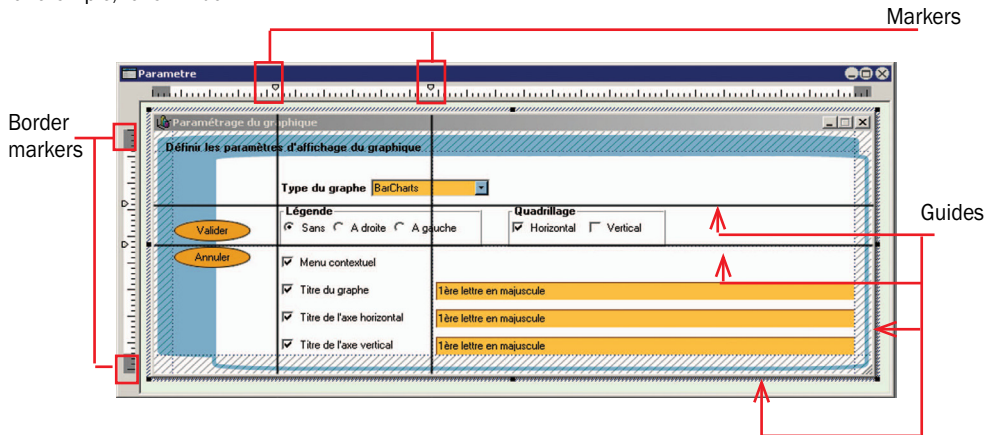 Markers
Parametre
Border
markers
Paramétrage du graphique
Définir les paramètres d'affichage du graphique
Type du graphe BarCharts
Guides
Légende Quadrillage
Sans A droite A gauche Horizontal Vertical
Valider
Annuler
Menu contextuel
Titre du graphe 1ère lettre en majuscule
Titre de l'axe horizontal 1ère lettre en majuscule
Titre de l'axe vertical 1ère lettre en majuscule